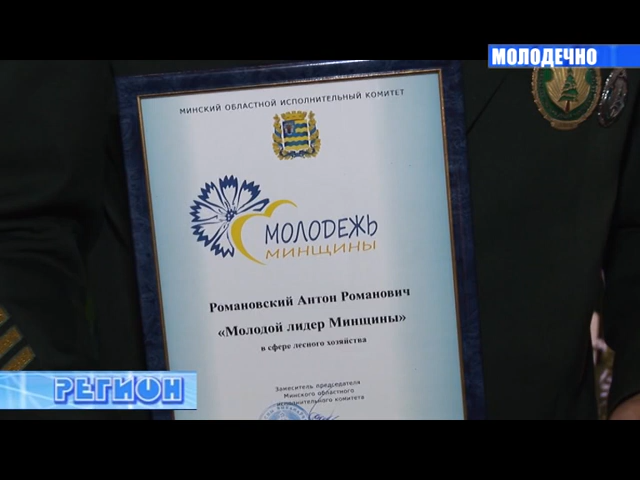 МОЛОДЕЧНО
МИНСКИЙ ОБЛАСТНОЙ ИСПОЛНИТЕЛЬНЫЙ КОМИТЕТ
МОЛОДЕЖЬ
МИНЩИНЫ
Романовский Антон Романович
«Молодой лидер Минщины»
в сфере лесного хозяйства
Заместитель председателя
Минского областного
исполнительного комитета
РЕГИОН